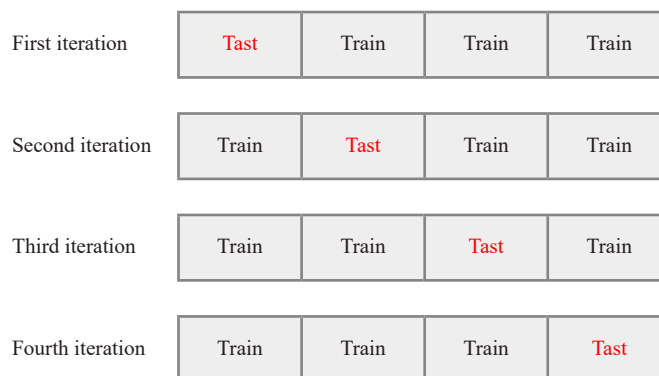 First iteration Tast Train Train Train
Second iteration Train Tast Train Train
Third iteration Train Train Tast Train
Fourth iteration Train Train Train Tast